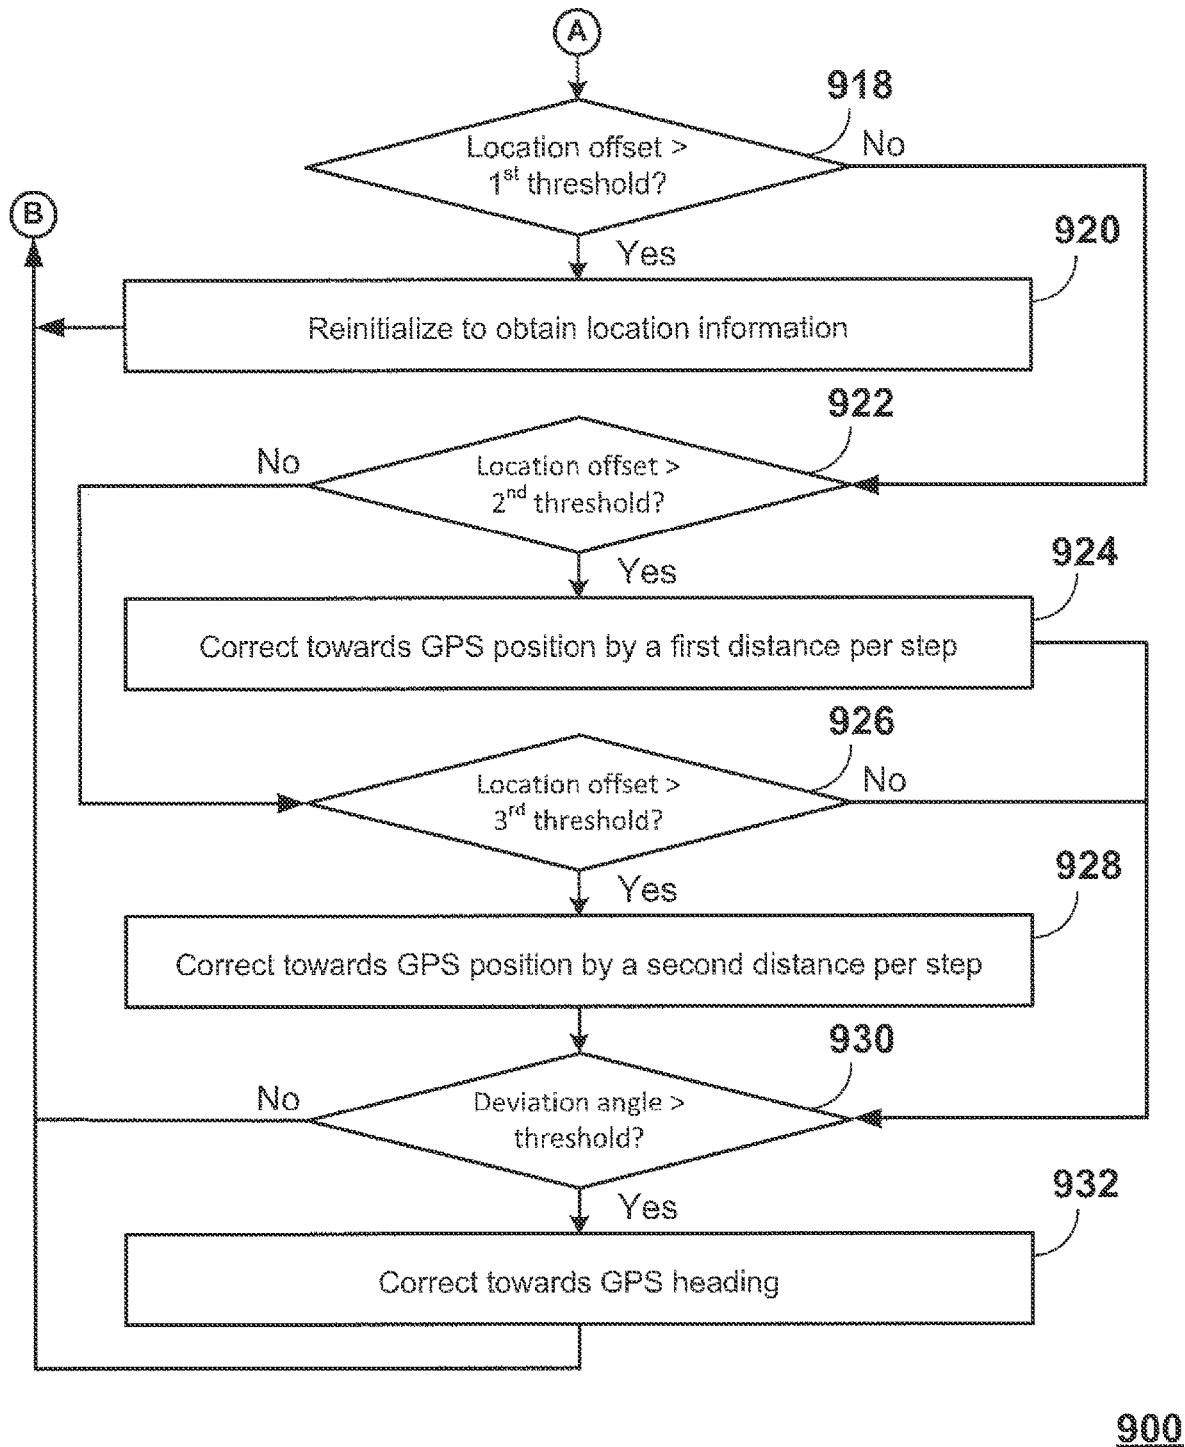 A
918
Location offset >
1st threshold?
No
B
Yes
920
Reinitialize to obtain location information
922
No
Location offset >
2nd threshold?
Yes
924
Correct towards GPS position by a first distance per step
926
Location offset >
3rd threshold?
No
Yes
928
Correct towards GPS position by a second distance per step
930
No
Deviation angle >
threshold?
Yes
932
Correct towards GPS heading
900